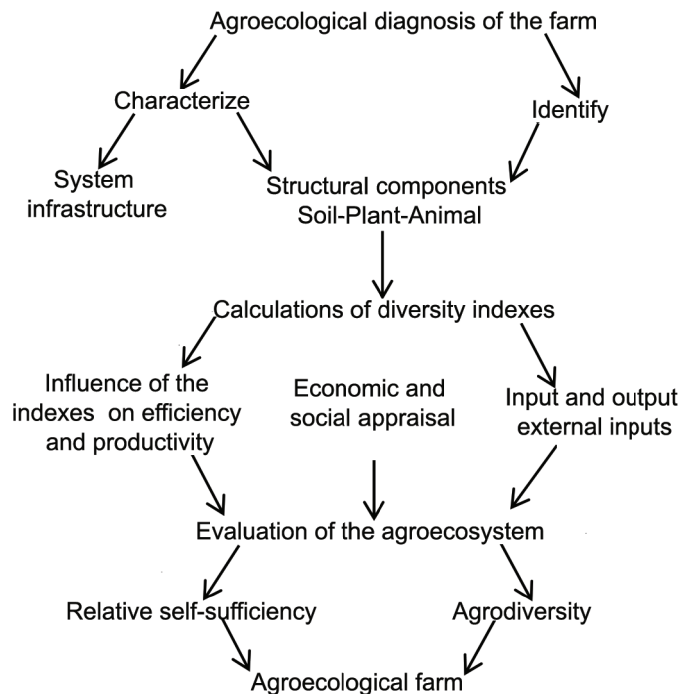 Agroecological diagnosis of the farm
Characterize
Identify
System
infrastructure
Structural components
Soil-Plant-Animal
Calculations of diversity indexes
Influence of the
indexes on efficiency
and productivity
Economic and
social appraisal
Input and output
external inputs
Evaluation of the agroecosystem
Relative self-sufficiency
Agrodiversity
Agroecological farm